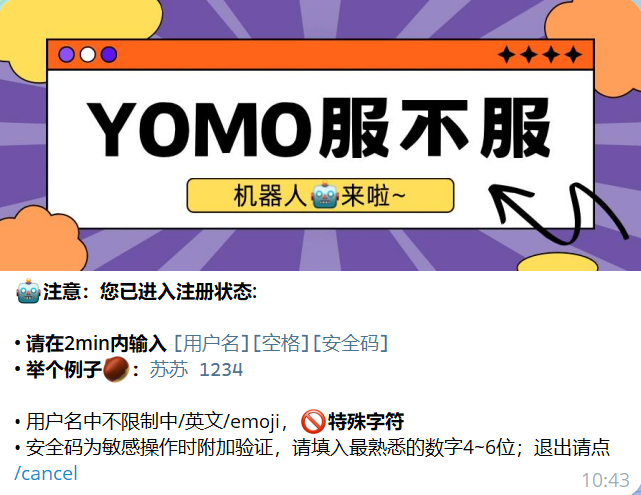 YOMO服不服
机器人🤖来啦~
🤖注意：您已进入注册状态:
• 请在2min内输入 [用户名][空格][安全码]
• 举个例子🌰：苏苏 1234
• 用户名中不限制中/英文/emoji，🚫特殊字符
• 安全码为敏感操作时附加验证，请填入最熟悉的数字4~6位；退出请点
/cancel
10:43